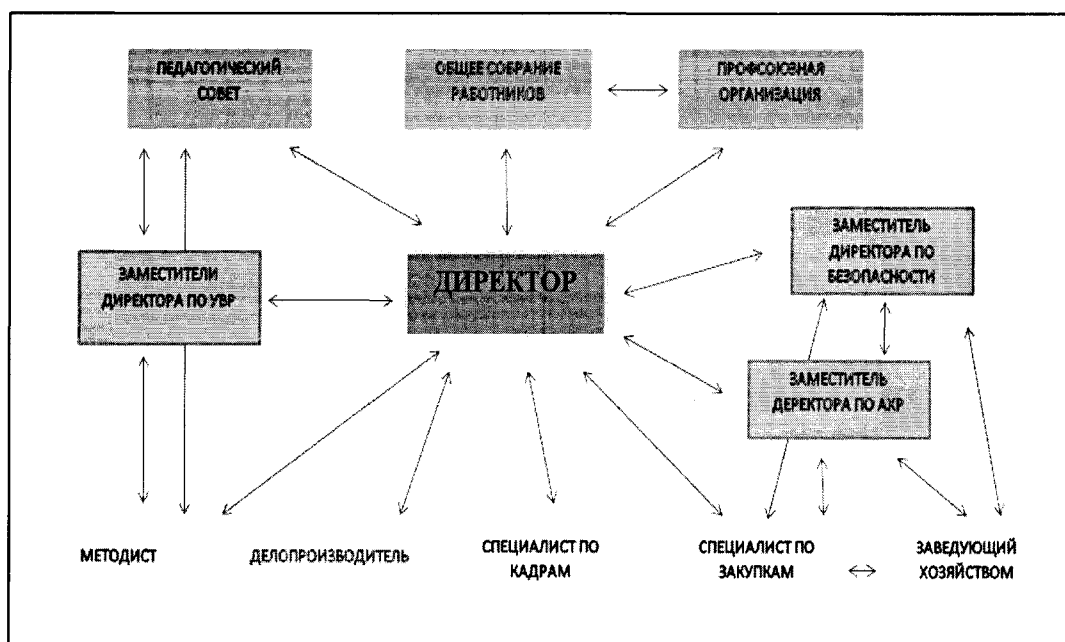 ПЕДАГОГИЧЕСКИЙ
СОВЕТ
ОБЩЕЕ СОБРАНИЕ
РАБОТНИКОВ
ПРОФСОЮЗНАЯ
ОРГАНИЗАЦИЯ
ЗАМЕСТИТЕЛИ
ДИРЕКТОРА ПО УВР
ДИРЕКТОР
ЗАМЕСТИТЕЛЬ
ДИРЕКТОРА ПО
БЕЗОПАСНОСТИ
ЗАМЕСТИТЕЛЬ
ДЕРЕКТОРА ПО АХР
МЕТОДИСТ
ДЕЛОПРОИЗВОДИТЕЛЬ
СПЕЦИАЛИСТ ПО
КАДРАМ
СПЕЦИАЛИСТ ПО
ЗАКУПКАМ
ЗАВЕДУЮЩИЙ
ХОЗЯЙСТВОМ